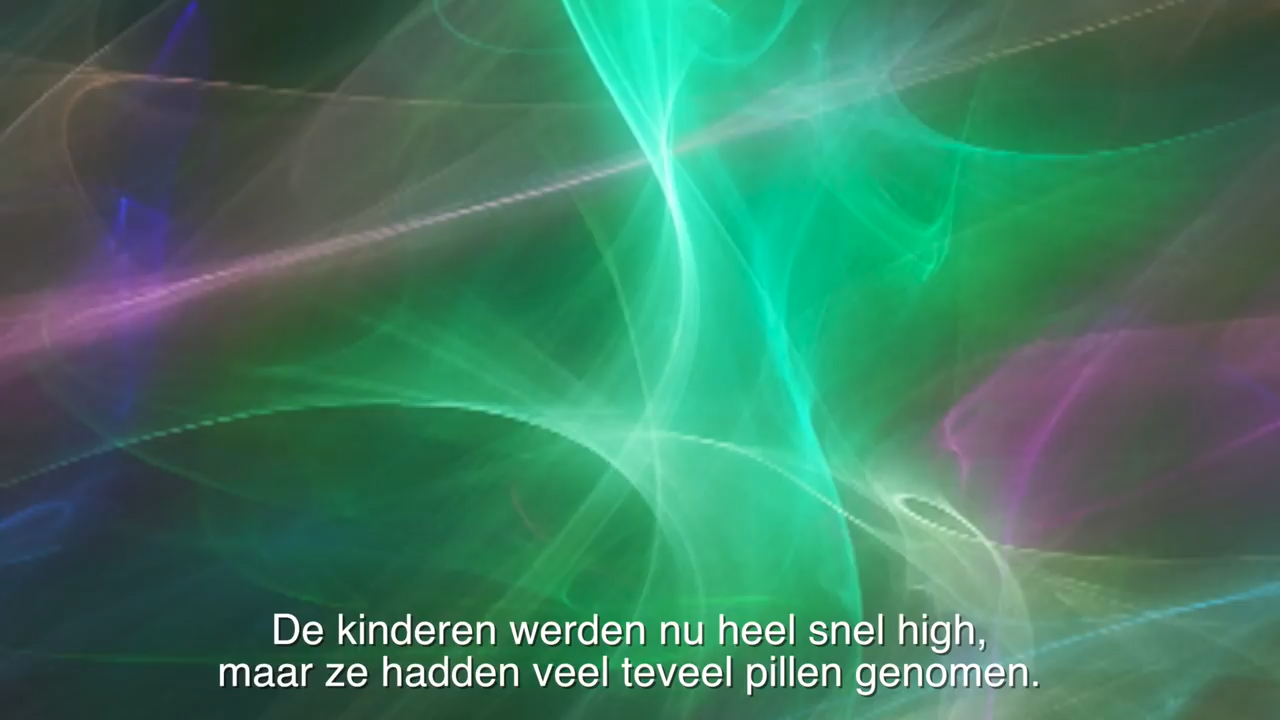 De kinderen werden nu heel snel high,
maar ze hadden veel teveel pillen genomen.